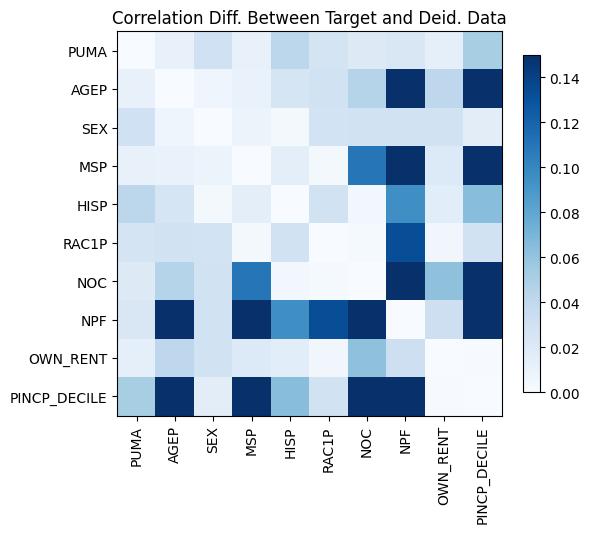 Correlation Diff. Between Target and Deid. Data
PUMA
AGEP
SEX
MSP
HISP
RAC1P
NOC
NPF
OWN_RENT
PINCP_DECILE
PUMA
AGEP
SEX
MSP
HISP
RAC1P
NOC
NPF
OWN_RENT
PINCP_DECILE
0.14
0.12
0.10
0.08
0.06
0.04
0.02
0.00